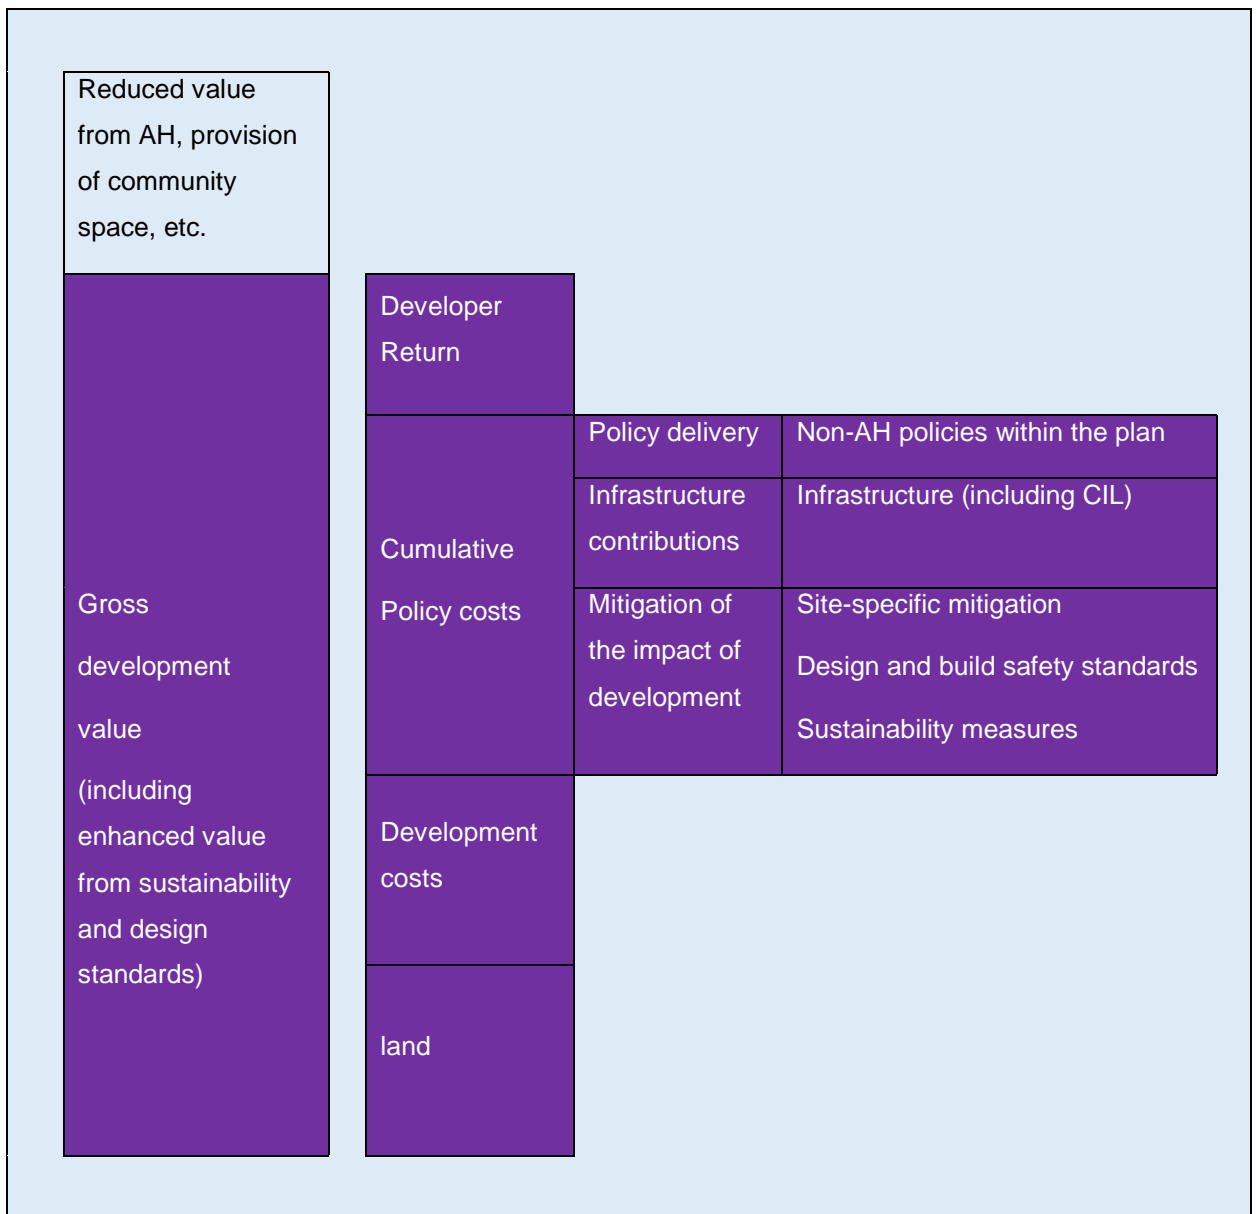 Reduced value
from AH, provision
of community
space, etc.
Gross
development
value
(including
enhanced value
from sustainability
and design
standards)
Developer
Return
Cumulative
Policy costs
Policy delivery
Non-AH policies within the plan
Infrastructure
contributions
Infrastructure (including CIL)
Mitigation of
the impact of
development
Site-specific mitigation
Design and build safety standards
Sustainability measures
Development
costs
land